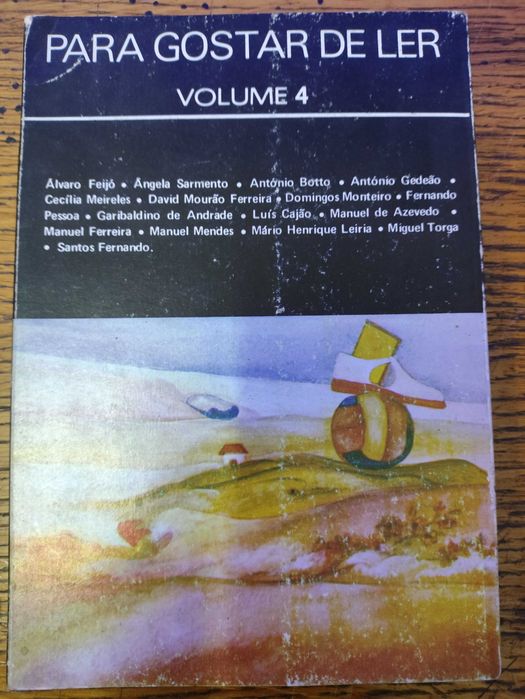 PARA GOSTAR DE LER
VOLUME 4
Álvaro Feijó • Ângela Sarmento • António Botto • António Gedeão •
Cecília Meireles • David Mourão Ferreira • Domingos Monteiro • Fernando
Pessoa • Garibaldino de Andrade • Luís Cajão • Manuel de Azevedo •
Manuel Ferreira • Manuel Mendes • Mário Henrique Leiria • Miguel Torga
• Santos Fernando.